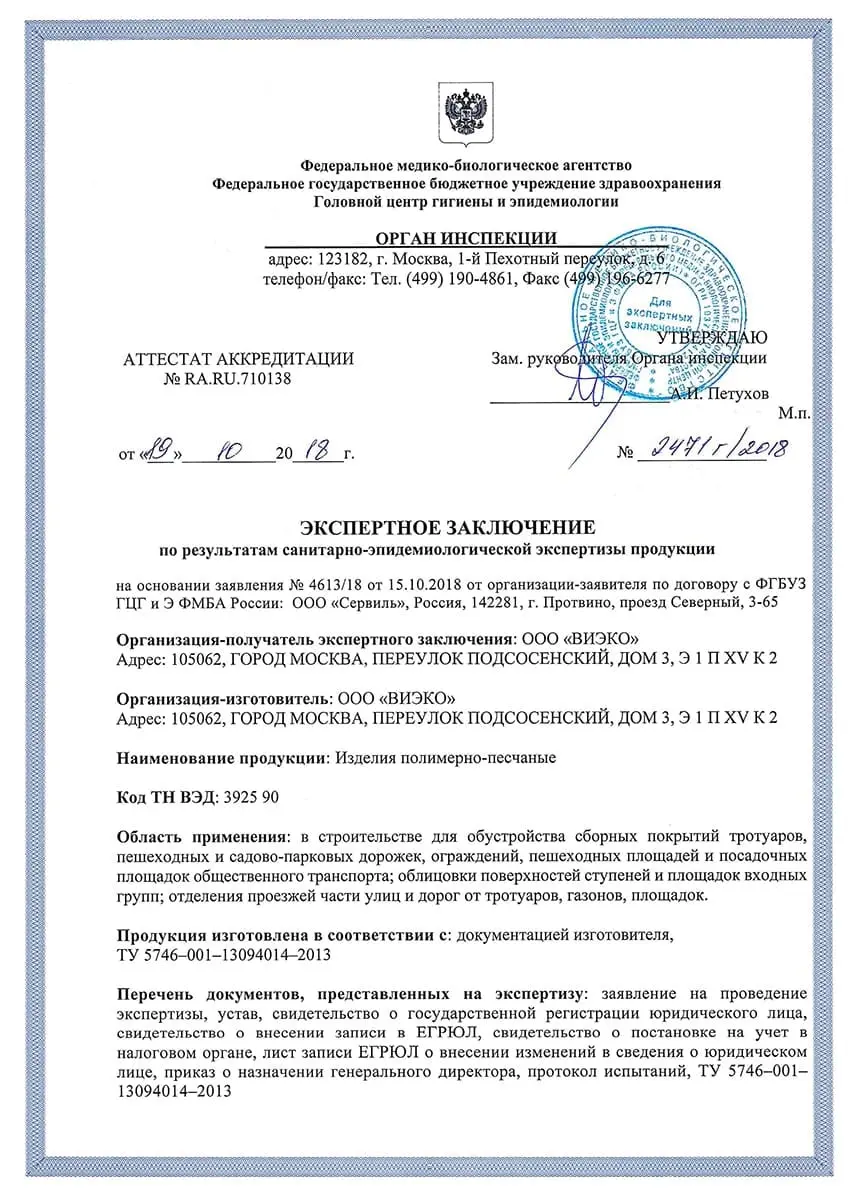 Федеральное медико-биологическое агентство
Федеральное государственное бюджетное учреждение здравоохранения
Головной центр гигиены и эпидемиологии
ОРГАН ИНСПЕКЦИИ
адрес: 123182, г. Москва, 1-й Пехотный переулок, д. 6
телефон/факс: Тел. (499) 190-4861, Факс (499) 196-6277
Для
экспертных
заключений
УТВЕРЖДАЮ
АТТЕСТАТ АККРЕДИТАЦИИ
Зам. руководителя Органа инспекции
№ RA.RU.710138
А.И. Петухов
М.п.
от «19» 10 2018 г.
№ 2471г/2018
ЭКСПЕРТНОЕ ЗАКЛЮЧЕНИЕ
по результатам санитарно-эпидемиологической экспертизы продукции
на основании заявления № 4613/18 от 15.10.2018 от организации-заявителя по договору с ФГБУЗ
ГЦГ и Э ФМБА России: ООО «Сервиль», Россия, 142281, г. Протвино, проезд Северный, 3-65
Организация-получатель экспертного заключения: ООО «ВИЭКО»
Адрес: 105062, ГОРОД МОСКВА, ПЕРЕУЛОК ПОДСОСЕНСКИЙ, ДОМ 3, Э 1 П XV К 2
Организация-изготовитель: ООО «ВИЭКО»
Адрес: 105062, ГОРОД МОСКВА, ПЕРЕУЛОК ПОДСОСЕНСКИЙ, ДОМ 3, Э 1 П XV К 2
Наименование продукции: Изделия полимерно-песчаные
Код ТН ВЭД: 3925 90
Область применения: в строительстве для обустройства сборных покрытий тротуаров,
пешеходных и садово-парковых дорожек, ограждений, пешеходных площадей и посадочных
площадок общественного транспорта; облицовки поверхностей ступеней и площадок входных
групп; отделения проезжей части улиц и дорог от тротуаров, газонов, площадок.
Продукция изготовлена в соответствии с: документацией изготовителя,
ТУ 5746–001–13094014–2013
Перечень документов, представленных на экспертизу: заявление на проведение
экспертизы, устав, свидетельство о государственной регистрации юридического лица,
свидетельство о внесении записи в ЕГРЮЛ, свидетельство о постановке на учет в
налоговом органе, лист записи ЕГРЮЛ о внесении изменений в сведения о юридическом
лице, приказ о назначении генерального директора, протокол испытаний, ТУ 5746–001–
13094014–2013